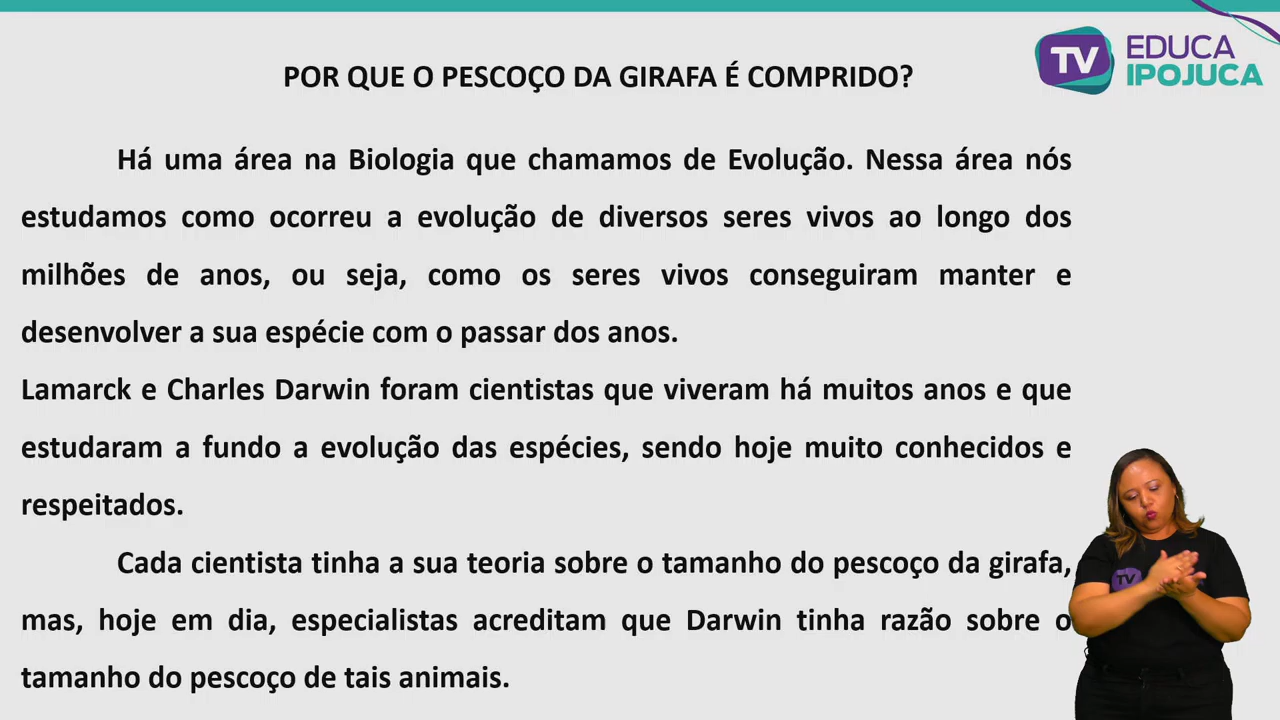 TV EDUCA
IPOJUCA
POR QUE O PESCOÇO DA GIRAFA É COMPRIDO?
Há uma área na Biologia que chamamos de Evolução. Nessa área nós
estudamos como ocorreu a evolução de diversos seres vivos ao longo dos
milhões de anos, ou seja, como os seres vivos conseguiram manter e
desenvolver a sua espécie com o passar dos anos.
Lamarck e Charles Darwin foram cientistas que viveram há muitos anos e que
estudaram a fundo a evolução das espécies, sendo hoje muito conhecidos e
respeitados.
Cada cientista tinha a sua teoria sobre o tamanho do pescoço da girafa,
mas, hoje em dia, especialistas acreditam que Darwin tinha razão sobre o
tamanho do pescoço de tais animais.
TV